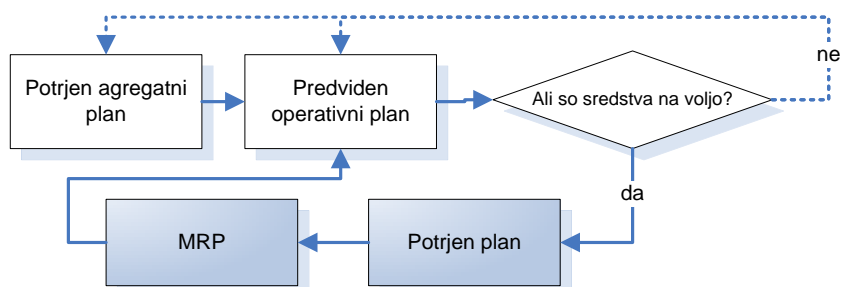 Potrjen agregatni
plan
Predviden
operativni plan
Ali so sredstva na voljo?
ne
da
MRP
Potrjen plan